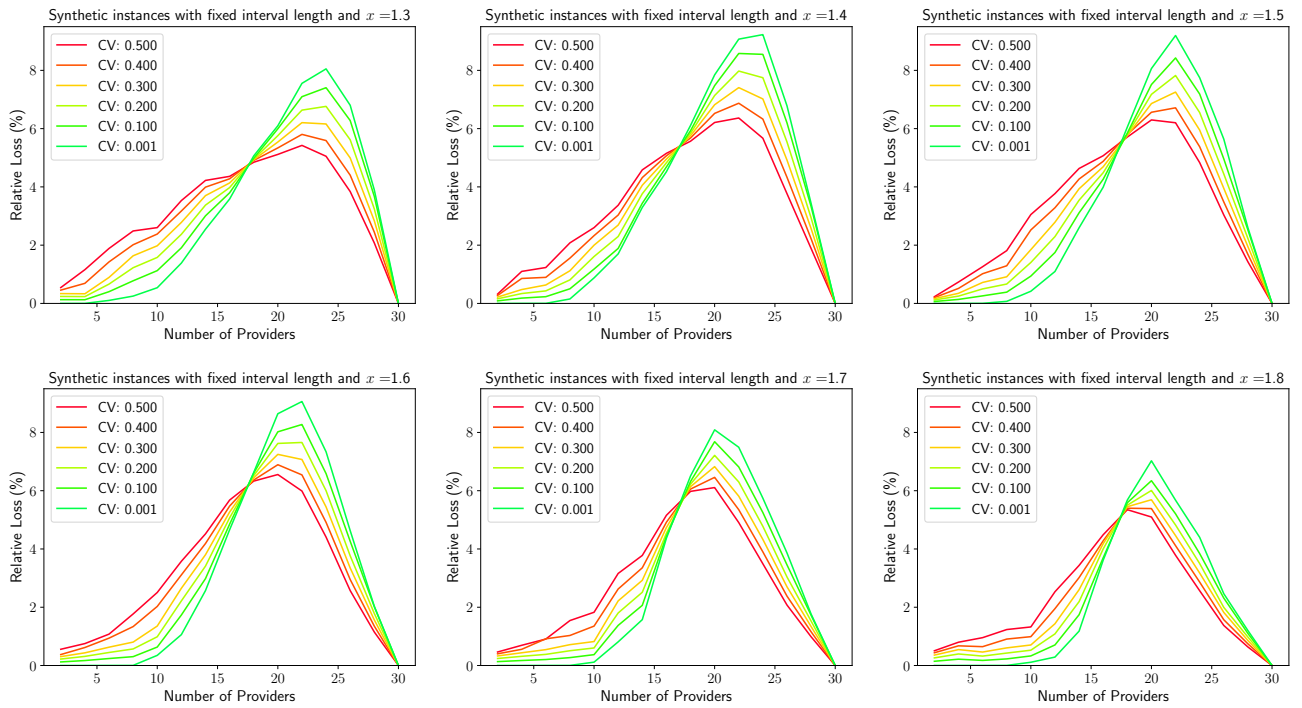 Synthetic instances with fixed interval length and x =1.3
CV: 0.500
CV: 0.400
CV: 0.300
CV: 0.200
CV: 0.100
CV: 0.001
Relative Loss (%)
8
6
4
2
0
5 10 15 20 25 30
Number of Providers
Synthetic instances with fixed interval length and x =1.4
CV: 0.500
CV: 0.400
CV: 0.300
CV: 0.200
CV: 0.100
CV: 0.001
Relative Loss (%)
8
6
4
2
0
5 10 15 20 25 30
Number of Providers
Synthetic instances with fixed interval length and x =1.5
CV: 0.500
CV: 0.400
CV: 0.300
CV: 0.200
CV: 0.100
CV: 0.001
Relative Loss (%)
8
6
4
2
0
5 10 15 20 25 30
Number of Providers
Synthetic instances with fixed interval length and x =1.6
CV: 0.500
CV: 0.400
CV: 0.300
CV: 0.200
CV: 0.100
CV: 0.001
Relative Loss (%)
8
6
4
2
0
5 10 15 20 25 30
Number of Providers
Synthetic instances with fixed interval length and x =1.7
CV: 0.500
CV: 0.400
CV: 0.300
CV: 0.200
CV: 0.100
CV: 0.001
Relative Loss (%)
8
6
4
2
0
5 10 15 20 25 30
Number of Providers
Synthetic instances with fixed interval length and x =1.8
CV: 0.500
CV: 0.400
CV: 0.300
CV: 0.200
CV: 0.100
CV: 0.001
Relative Loss (%)
8
6
4
2
0
5 10 15 20 25 30
Number of Providers